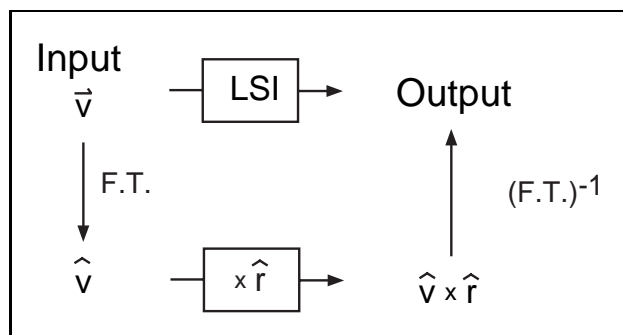 Input
v⃗
LSI
Output
F.T.
(F.T.)⁻¹
v̂
x r̂
v̂ x r̂